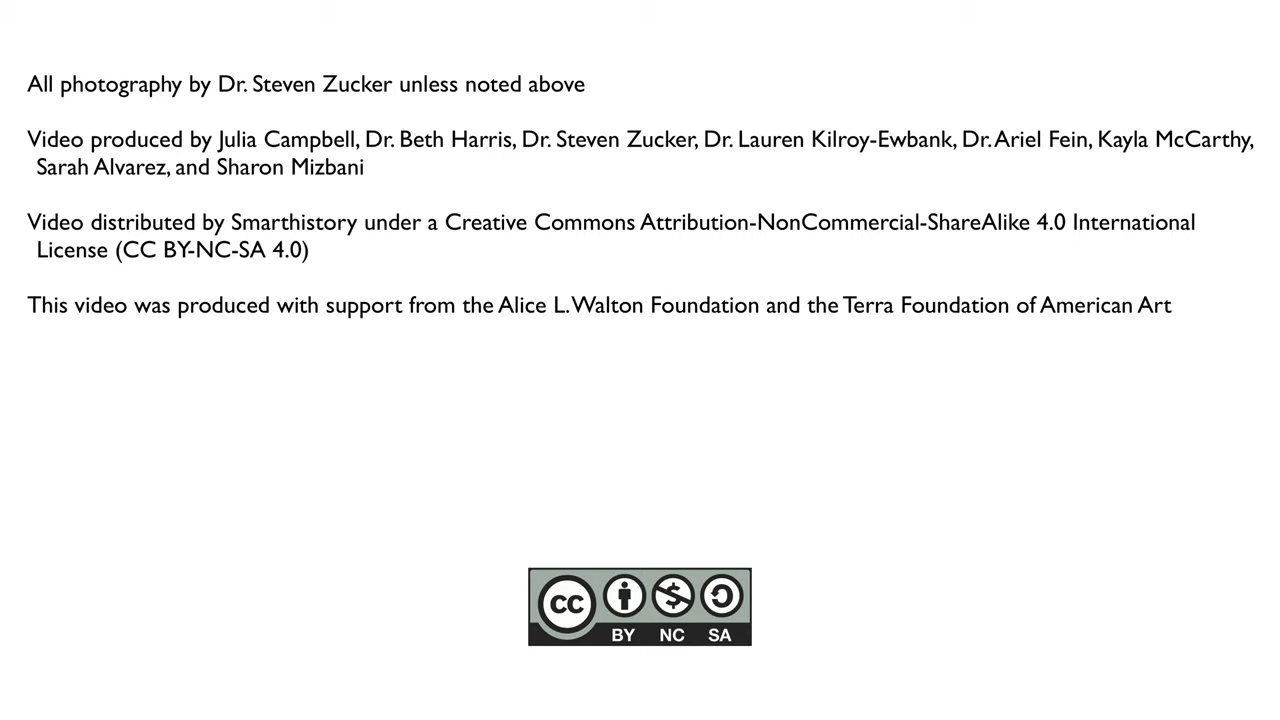 All photography by Dr. Steven Zucker unless noted above
Video produced by Julia Campbell, Dr. Beth Harris, Dr. Steven Zucker, Dr. Lauren Kilroy-Ewbank, Dr. Ariel Fein, Kayla McCarthy,
Sarah Alvarez, and Sharon Mizbani
Video distributed by Smarthistory under a Creative Commons Attribution-NonCommercial-ShareAlike 4.0 International
License (CC BY-NC-SA 4.0)
This video was produced with support from the Alice L. Walton Foundation and the Terra Foundation of American Art
CC
BY NC SA